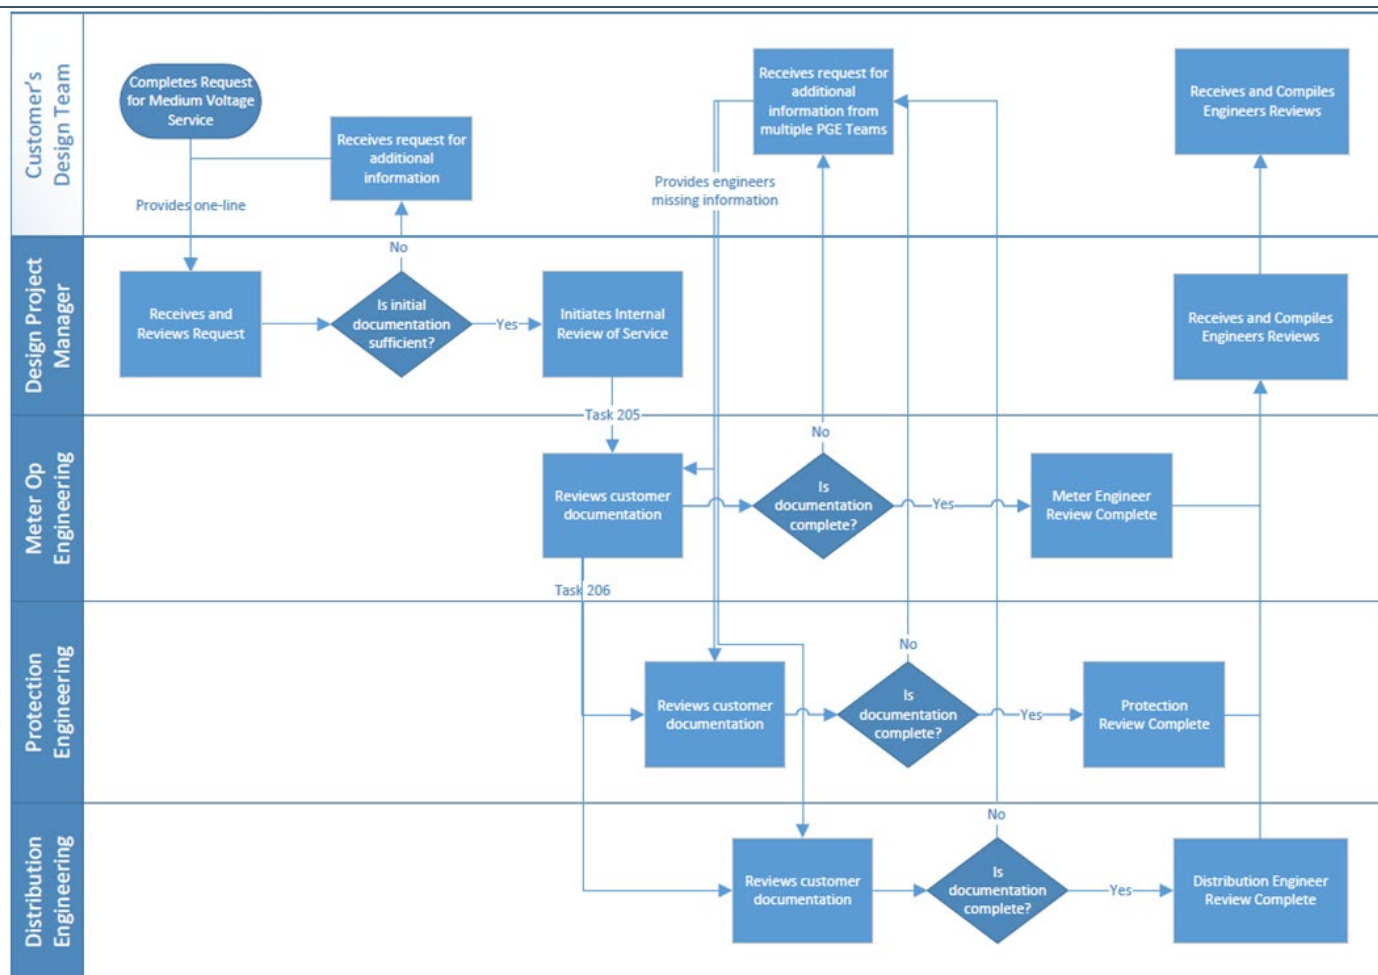 Customer's
Design Team
Completes Request
for Medium Voltage
Service
Receives request for
additional
information
Provides one-line
Receives request for
additional
information from
multiple PGE Teams
Provides engineers
missing information
Receives and Compiles
Engineers Reviews
Design Project
Manager
Receives and
Reviews Request
No
Is initial
documentation
sufficient?
Yes
Initiates Internal
Review of Service
Receives and Compiles
Engineers Reviews
Task 205
Meter Op
Engineering
Reviews customer
documentation
No
Is
documentation
complete?
Yes
Meter Engineer
Review Complete
Task 206
Protection
Engineering
Reviews customer
documentation
No
Is
documentation
complete?
Yes
Protection
Review Complete
Distribution
Engineering
Reviews customer
documentation
No
Is
documentation
complete?
Yes
Distribution Engineer
Review Complete